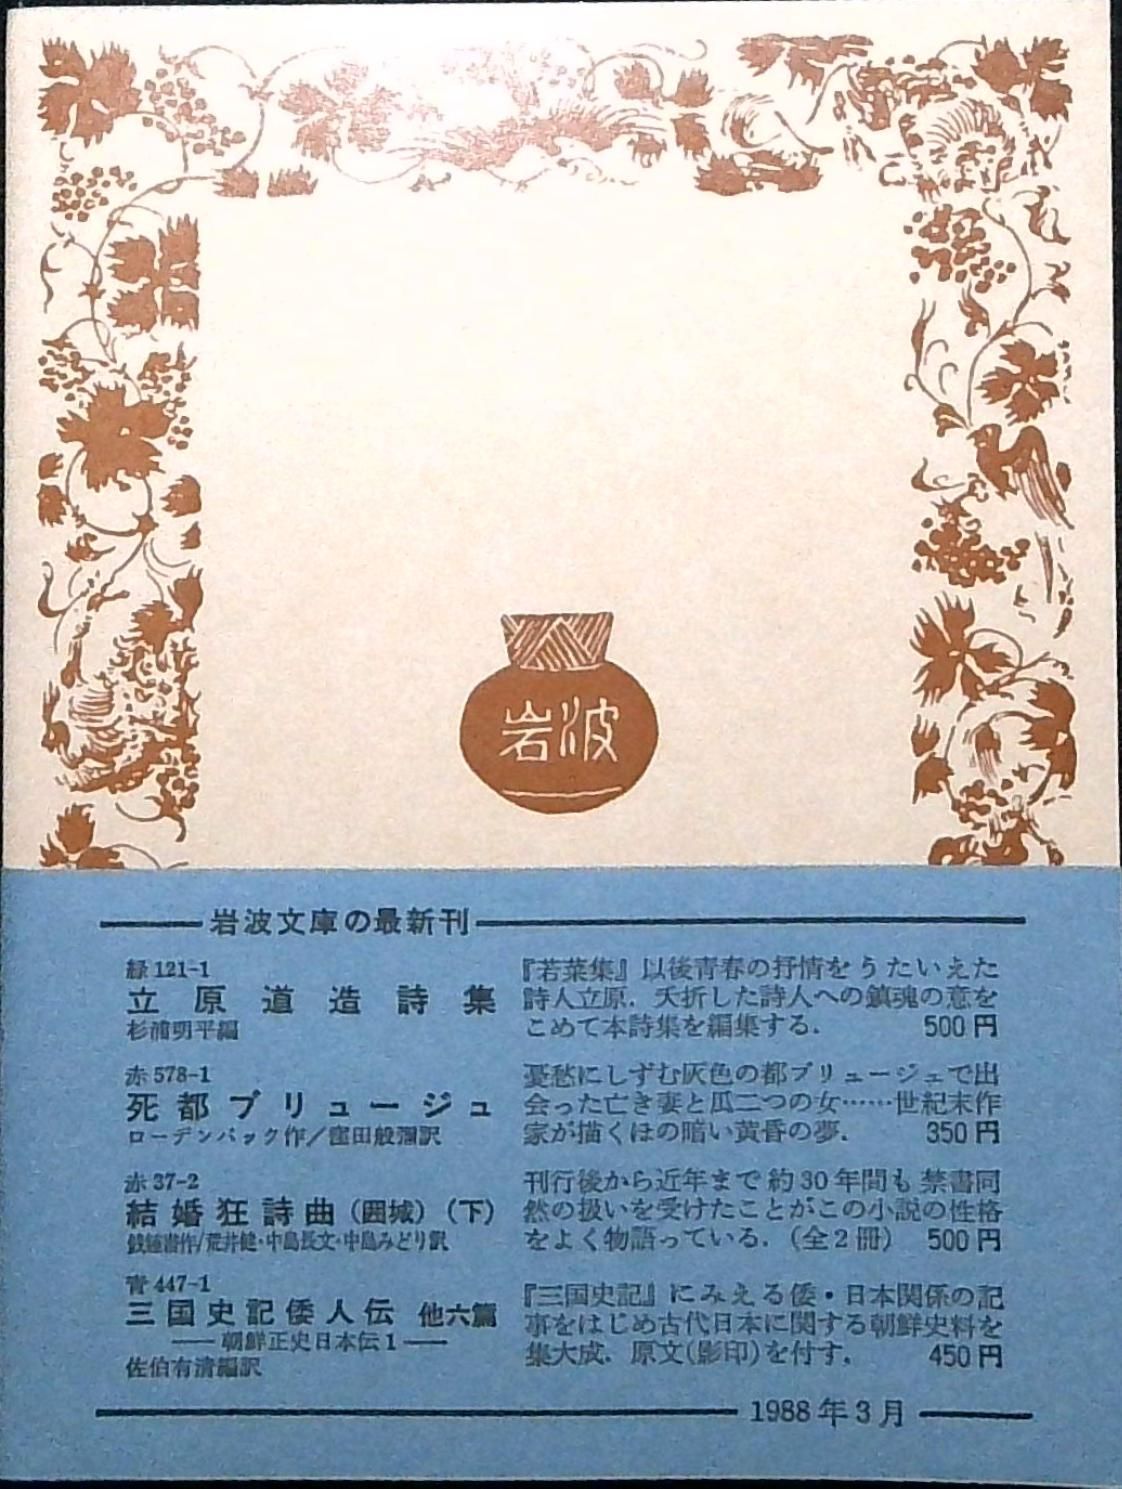 岩波
岩波文庫の最新刊
緑121-1
立原道造詩集
杉浦明平編
『若菜集』以後青春の抒情をうたいえた
詩人立原．夭折した詩人への鎮魂の意を
こめて本詩集を編集する． 500円
赤578-1
死都ブリュージュ
ローデンバック作／窪田般彌訳
憂愁にしずむ灰色の都ブリュージュで出
会った亡き妻と瓜二つの女……世紀末作
家が描くほの暗い黄昏の夢． 350円
赤37-2
結婚狂詩曲（囲城）（下）
銭鍾書作/荒井健・中島長文・中島みどり訳
刊行後から近年まで約30年間も禁書同
然の扱いを受けたことがこの小説の性格
をよく物語っている．（全2冊） 500円
青447-1
三国史記倭人伝 他六篇
── 朝鮮正史日本伝1 ──
佐伯有清編訳
『三国史記』にみえる倭・日本関係の記
事をはじめ古代日本に関する朝鮮史料を
集大成．原文(影印)を付す． 450円
1988年3月